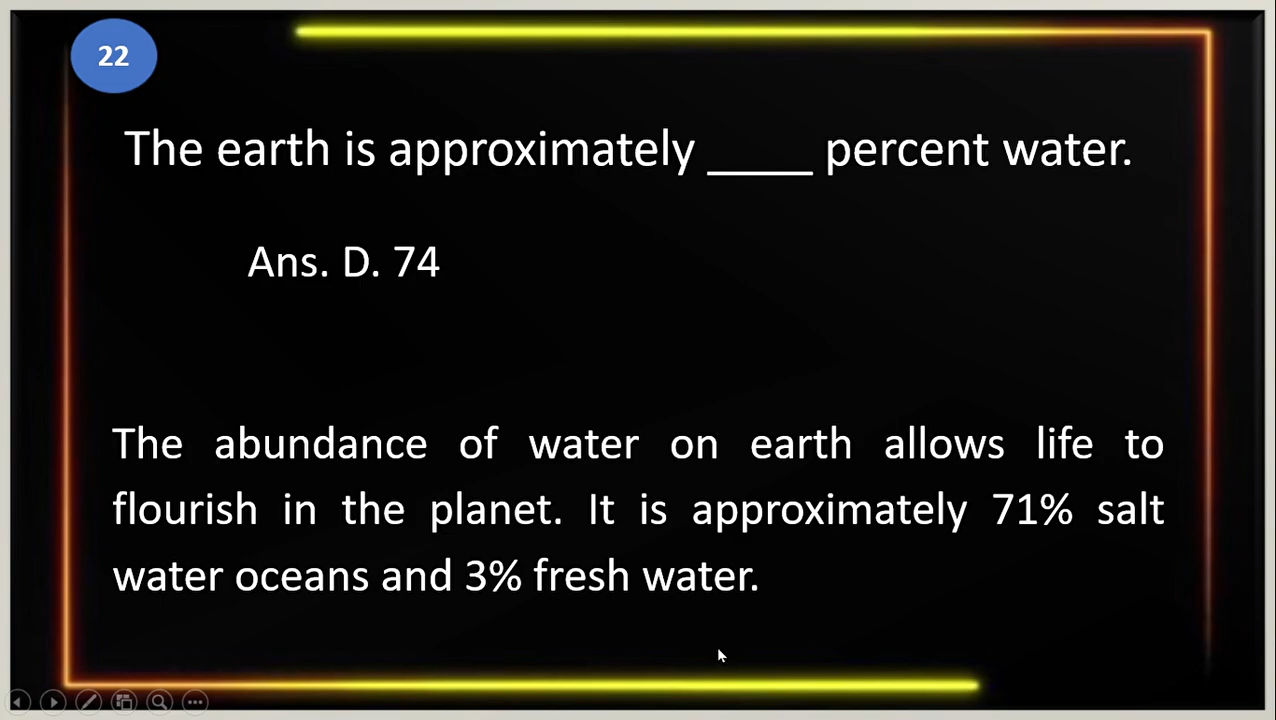 22
The earth is approximately _____ percent water.
Ans. D. 74
The abundance of water on earth allows life to
flourish in the planet. It is approximately 71% salt
water oceans and 3% fresh water.